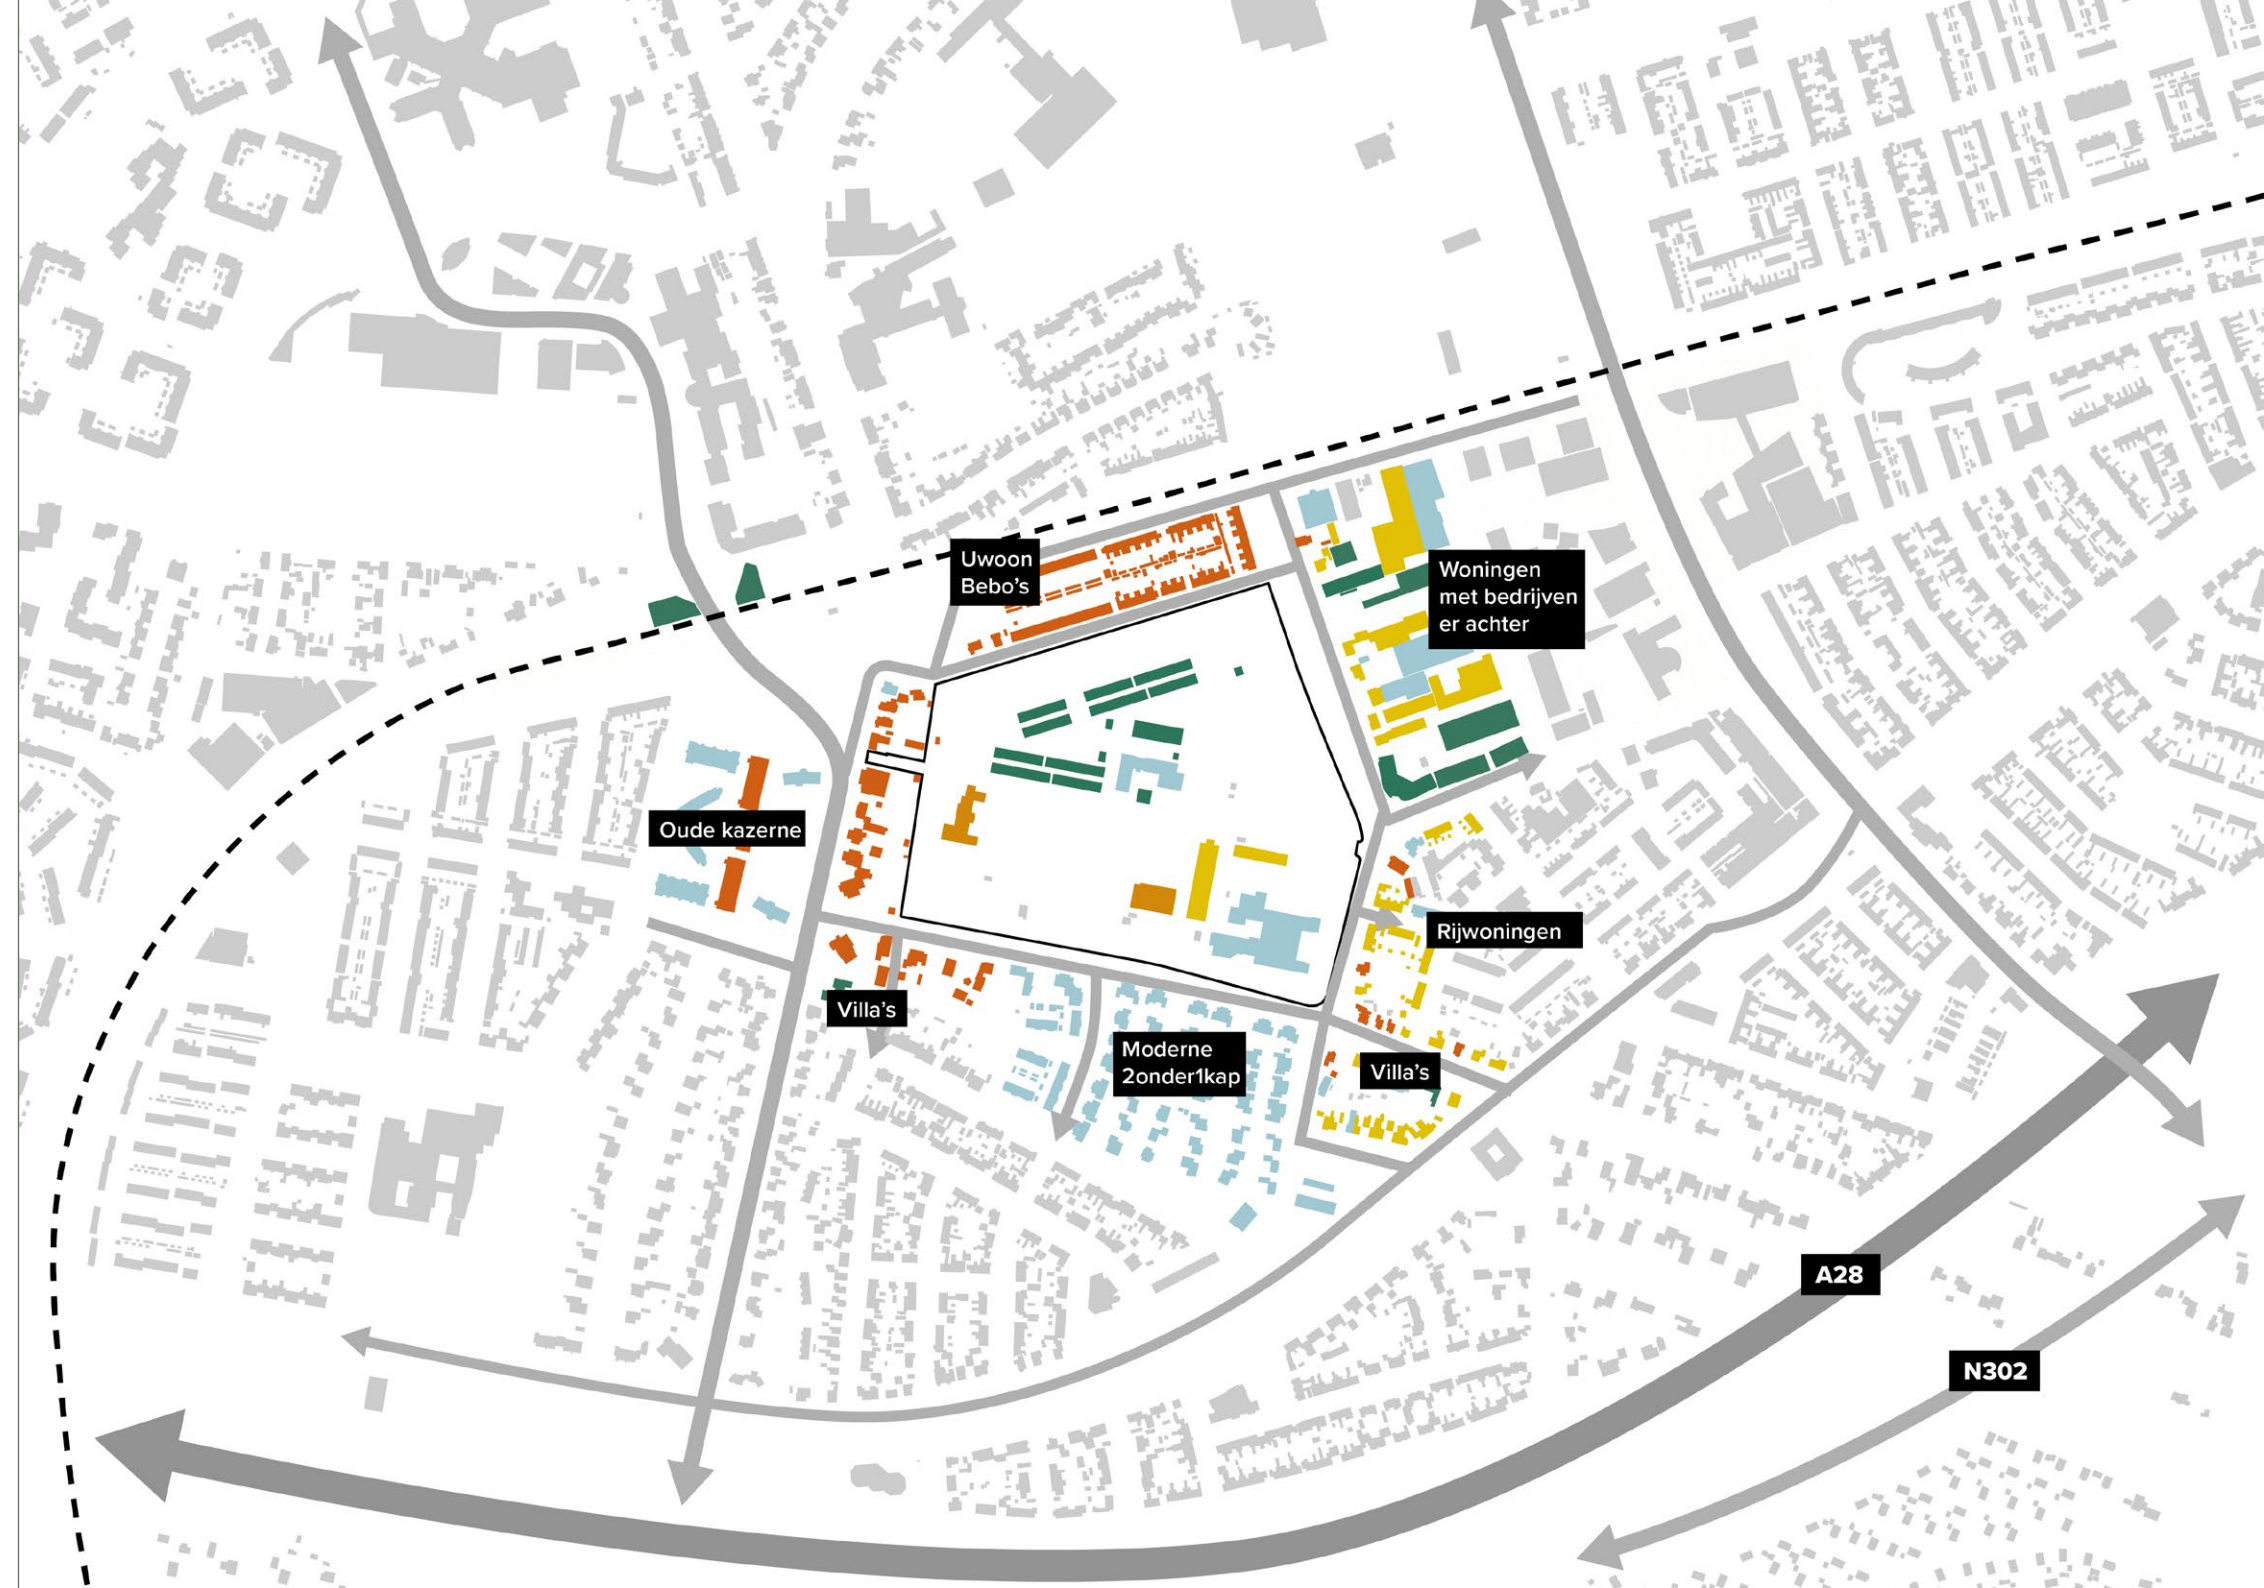 Uwoon
Bebo's
Woningen
met bedrijven
er achter
Oude kazerne
Rijwoningen
Villa's
Moderne
2onder1kap
Villa's
A28
N302